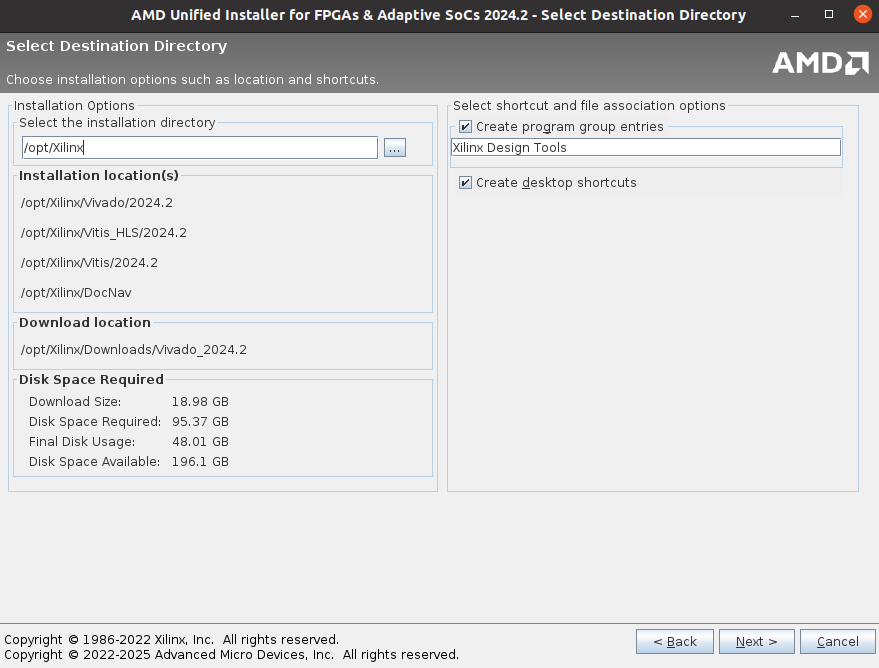 AMD Unified Installer for FPGAs & Adaptive SoCs 2024.2 - Select Destination Directory
Select Destination Directory
Choose installation options such as location and shortcuts.
AMD
Installation Options
Select the installation directory
/opt/Xilinx
...
Installation location(s)
/opt/Xilinx/Vivado/2024.2
/opt/Xilinx/Vitis_HLS/2024.2
/opt/Xilinx/Vitis/2024.2
/opt/Xilinx/DocNav
Download location
/opt/Xilinx/Downloads/Vivado_2024.2
Disk Space Required
Download Size: 18.98 GB
Disk Space Required: 95.37 GB
Final Disk Usage: 48.01 GB
Disk Space Available: 196.1 GB
Select shortcut and file association options
Create program group entries
Xilinx Design Tools
Create desktop shortcuts
Copyright © 1986-2022 Xilinx, Inc. All rights reserved.
Copyright © 2022-2025 Advanced Micro Devices, Inc. All rights reserved.
< Back
Next >
Cancel